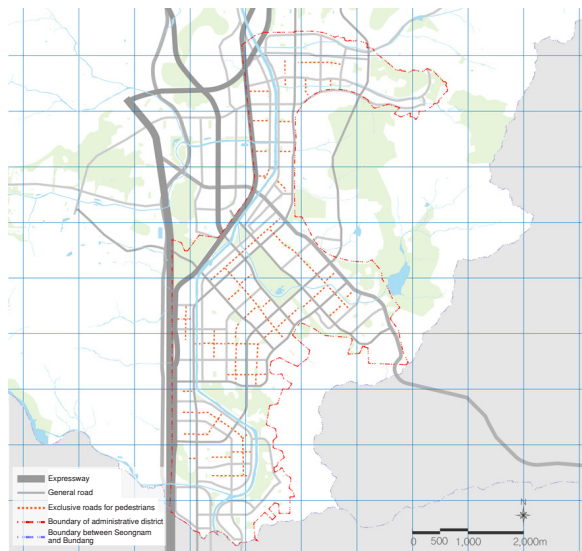 Expressway
General road
Exclusive roads for pedestrians
Boundary of administrative district
Boundary between Seongnam
and Bundang
N
0 500 1,000 2,000m